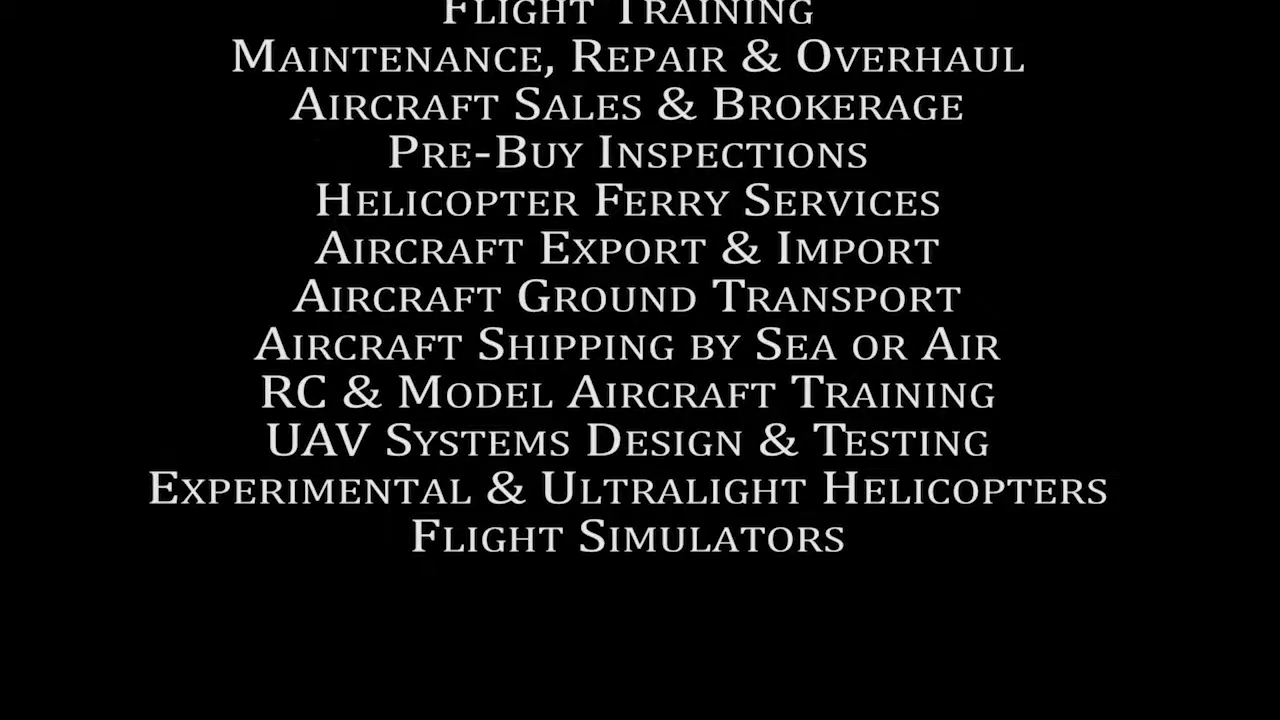 Flight Training
Maintenance, Repair & Overhaul
Aircraft Sales & Brokerage
Pre-Buy Inspections
Helicopter Ferry Services
Aircraft Export & Import
Aircraft Ground Transport
Aircraft Shipping by Sea or Air
RC & Model Aircraft Training
UAV Systems Design & Testing
Experimental & Ultralight Helicopters
Flight Simulators